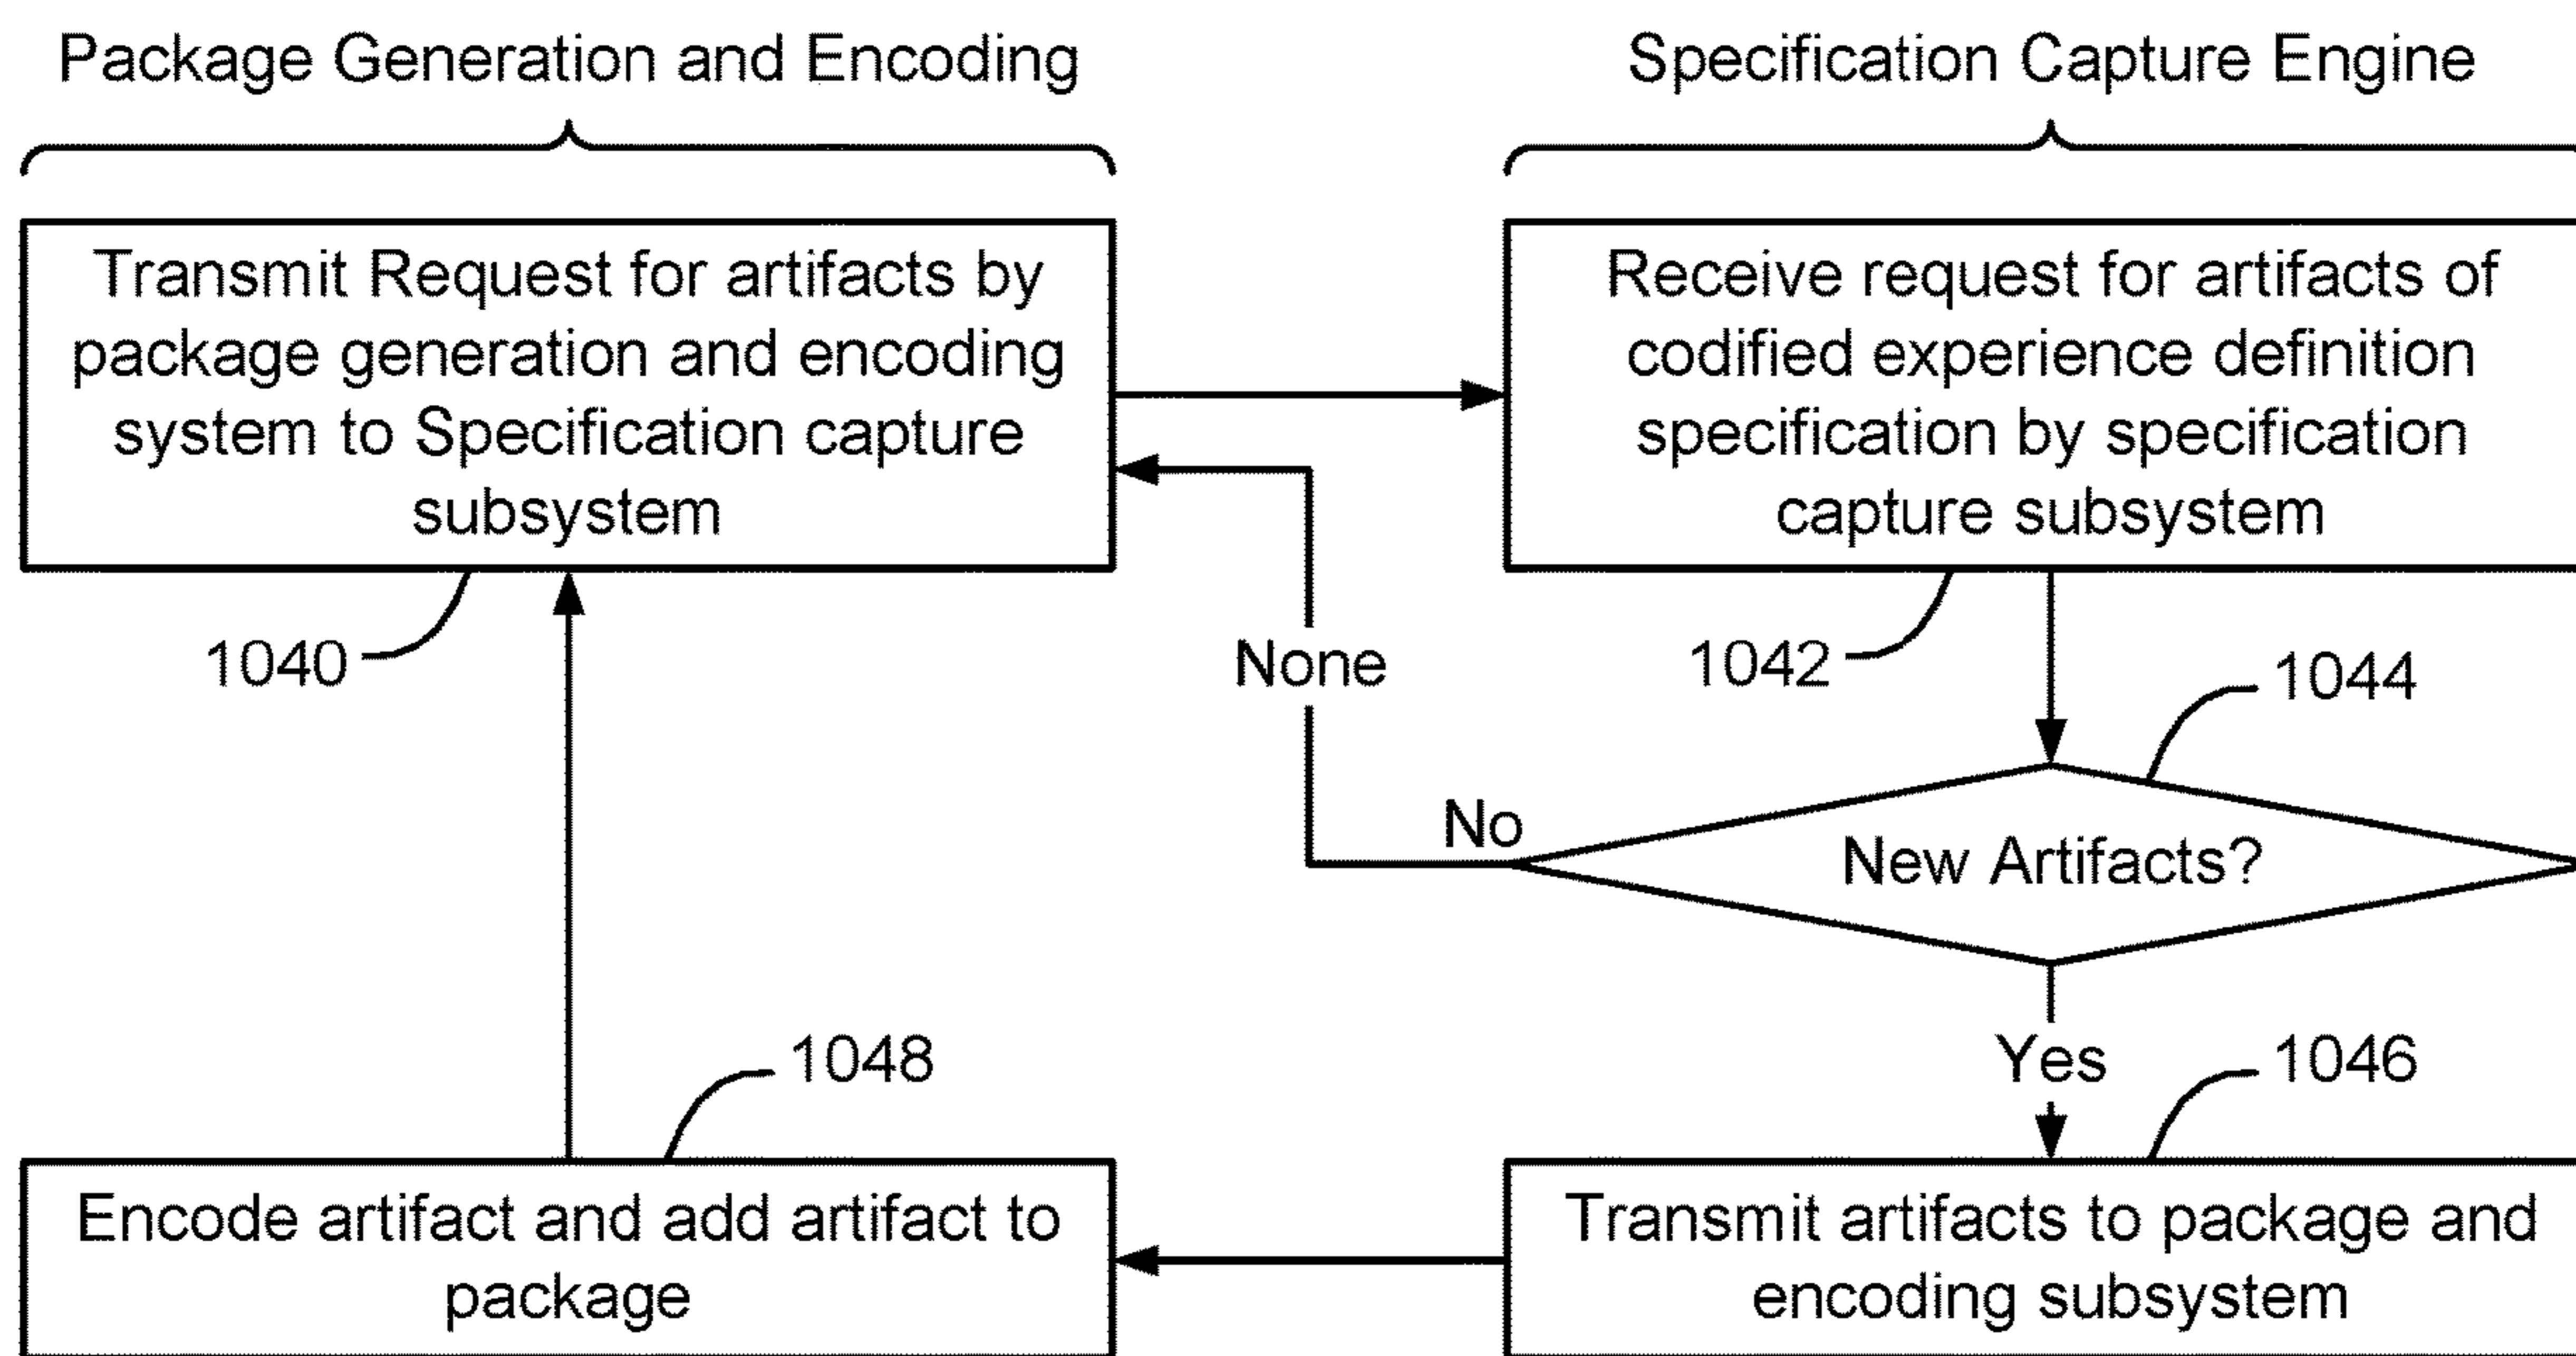 Package Generation and Encoding
Specification Capture Engine
Transmit Request for artifacts by
package generation and encoding
system to Specification capture
subsystem
Receive request for artifacts of
codified experience definition
specification by specification
capture subsystem
1040
None
1042
1044
No
New Artifacts?
Yes
1048
1046
Encode artifact and add artifact to
package
Transmit artifacts to package and
encoding subsystem